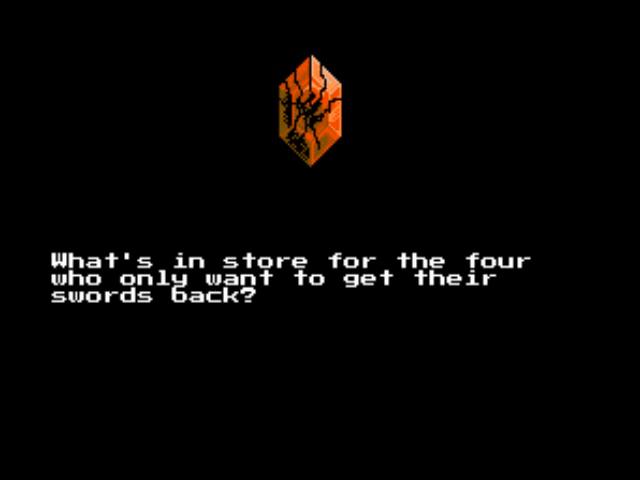 What's in store for the four
who only want to get their
swords back?